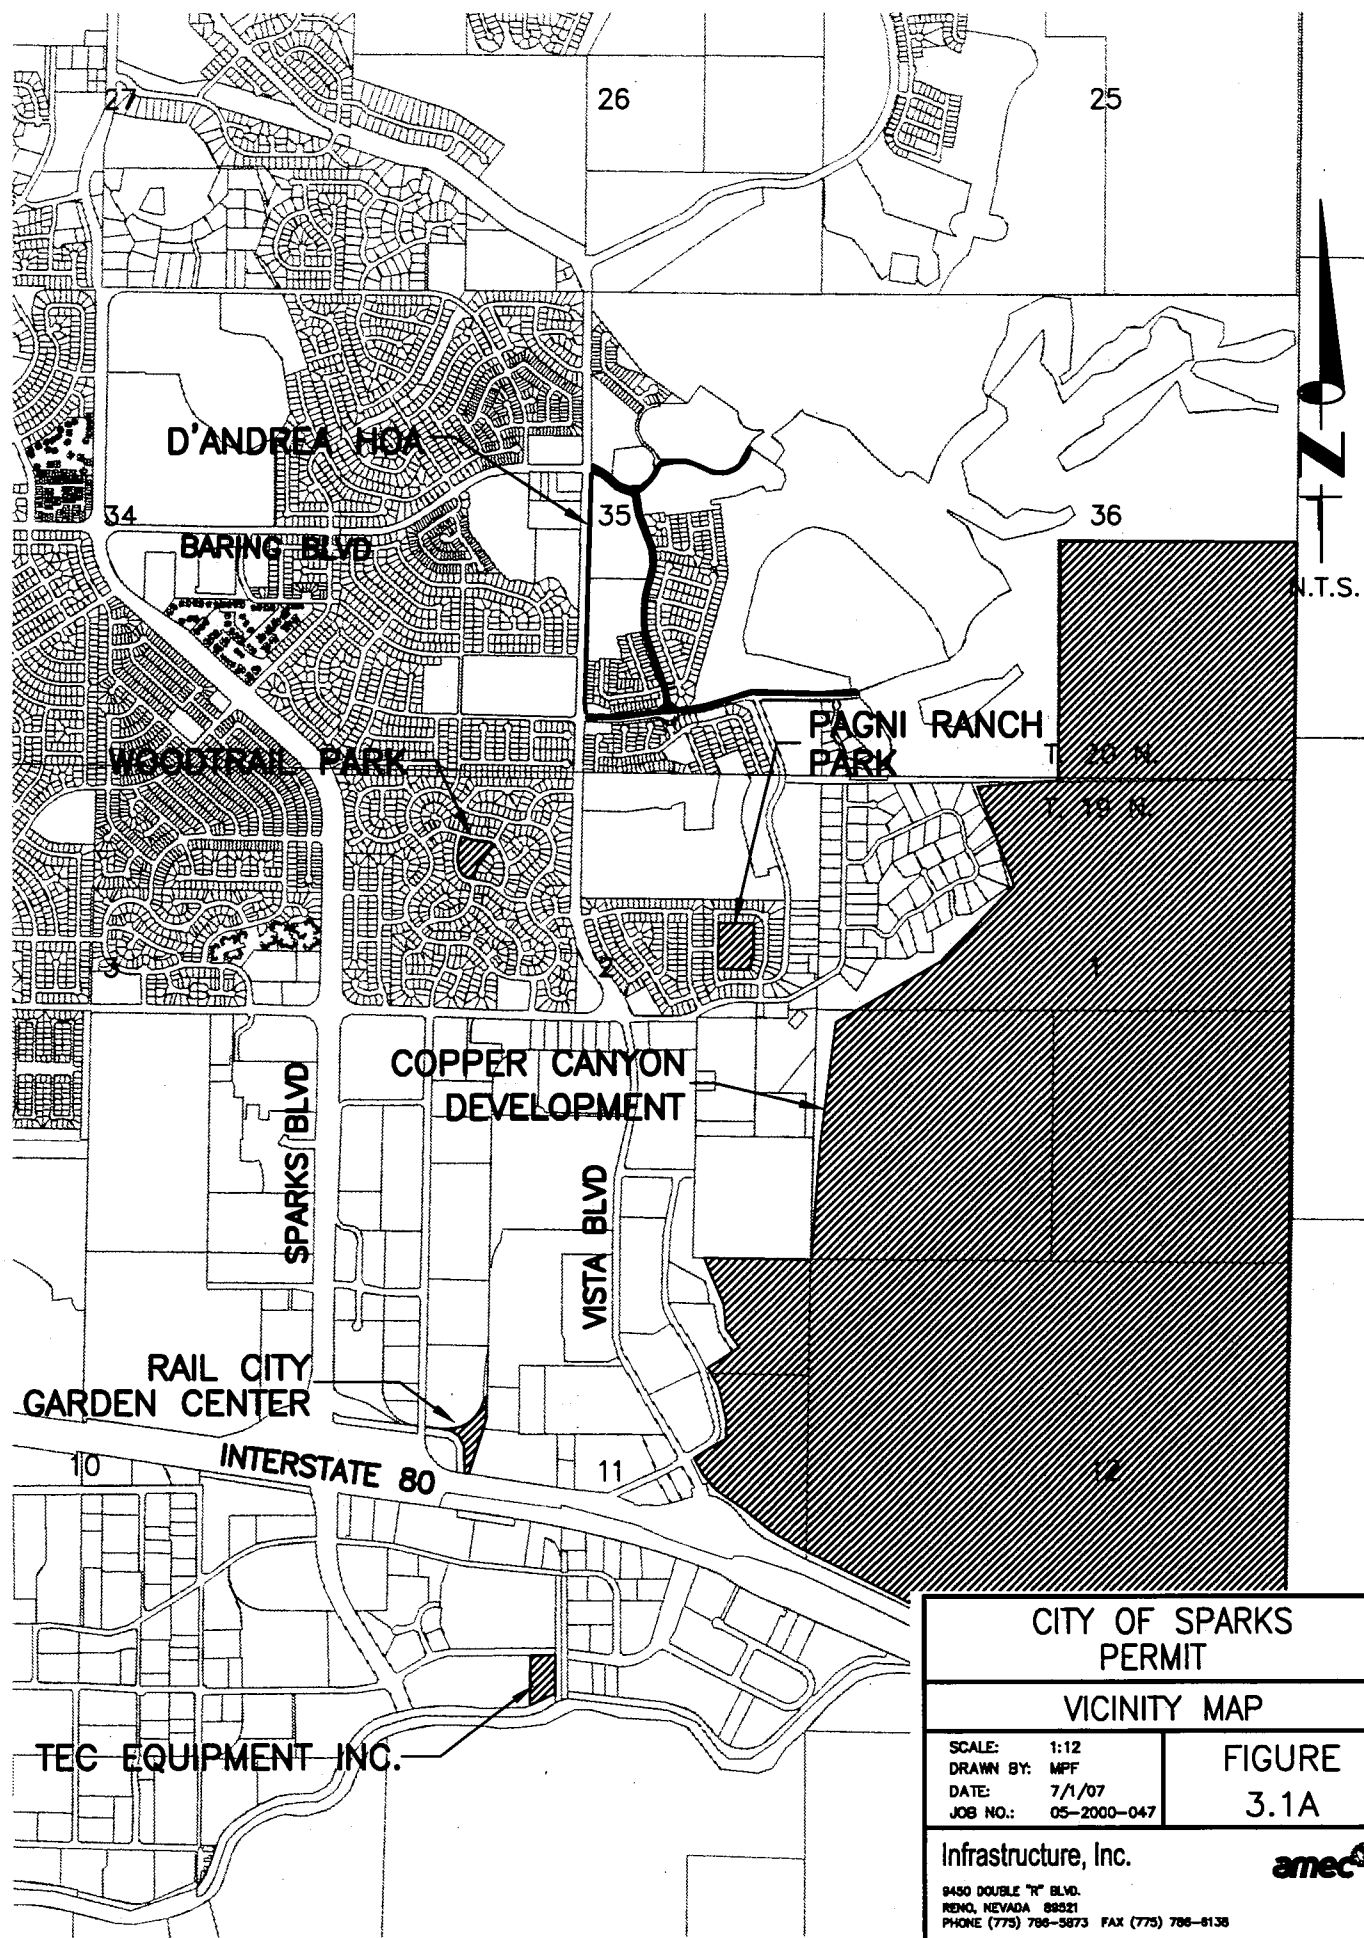 27
26
25
D'ANDREA HOA
34
35
36
BARING BLVD
N
N.T.S.
PAGNI RANCH
PARK
WOODTRAIL PARK
T. 20 N.
T. 19 N.
3
2
1
COPPER CANYON
DEVELOPMENT
SPARKS BLVD
VISTA BLVD
RAIL CITY
GARDEN CENTER
10
INTERSTATE 80
11
12
TEC EQUIPMENT INC.
CITY OF SPARKS
PERMIT
VICINITY MAP
SCALE: 1:12
DRAWN BY: MPF
DATE: 7/1/07
JOB NO.: 05-2000-047
FIGURE
3.1A
Infrastructure, Inc.
amec
9450 DOUBLE "R" BLVD.
RENO, NEVADA 89521
PHONE (775) 786-5873 FAX (775) 786-6136